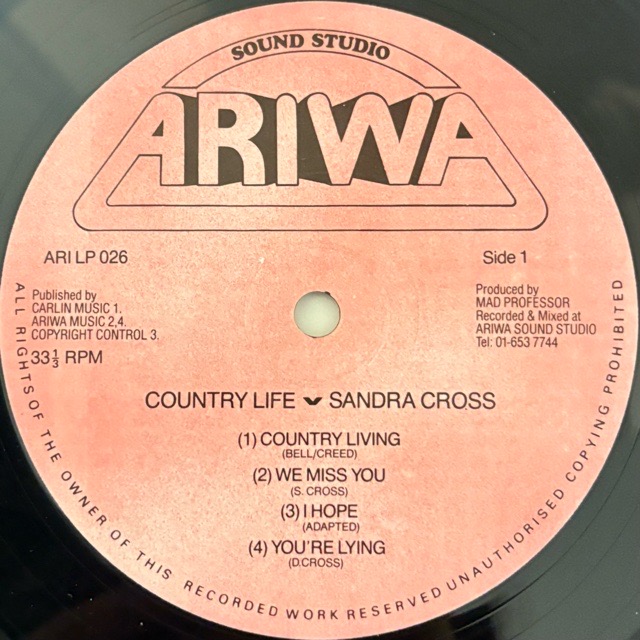 SOUND STUDIO
ARIWA
ARI LP 026
Side 1
Published by
CARLIN MUSIC 1.
ARIWA MUSIC 2,4.
COPYRIGHT CONTROL 3.
33⅓ RPM
Produced by
MAD PROFESSOR
Recorded & Mixed at
ARIWA SOUND STUDIO
Tel: 01-653 7744
COUNTRY LIFE SANDRA CROSS
(1) COUNTRY LIVING
(BELL/CREED)
(2) WE MISS YOU
(S. CROSS)
(3) I HOPE
(ADAPTED)
(4) YOU'RE LYING
(D.CROSS)
ALL RIGHTS OF THE OWNER OF THIS RECORDED WORK RESERVED UNAUTHORISED COPYING PROHIBITED